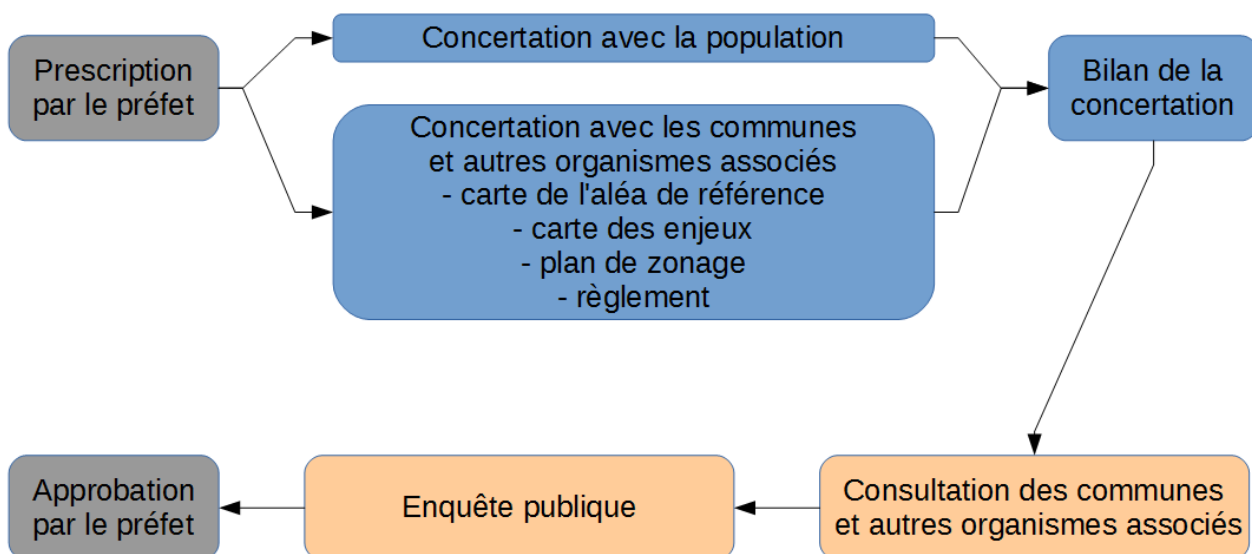 Prescription
par le préfet
Concertation avec la population
Concertation avec les communes
et autres organismes associés
- carte de l'aléa de référence
- carte des enjeux
- plan de zonage
- règlement
Bilan de la
concertation
Consultation des communes
et autres organismes associés
Enquête publique
Approbation
par le préfet